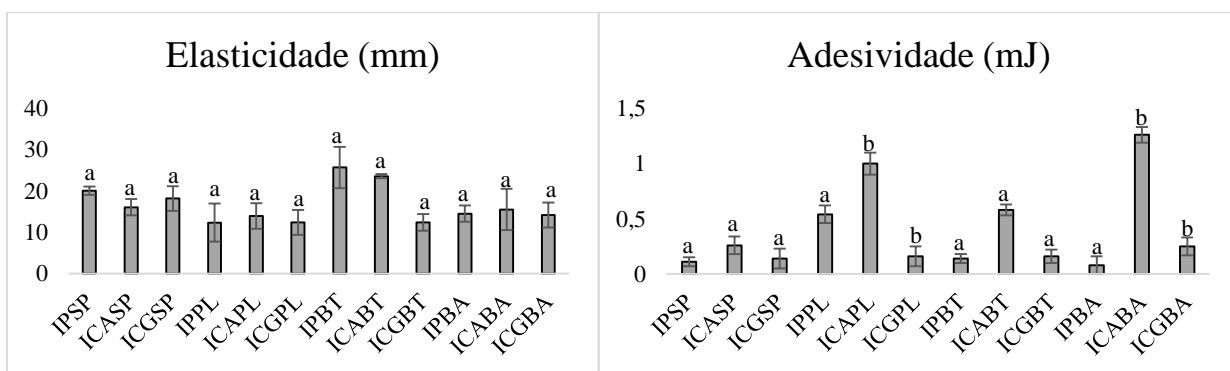 Elasticidade (mm)
40
30
20
10
0
a a a a a a a a a a a a
IPSP ICASP ICGSP IPPL ICAPL ICGPL IPBT ICABT ICGBT IPBA ICABA ICGBA
Adesividade (mJ)
1,5
1
0,5
0
a a a a b b a a a a b b
IPSP ICASP ICGSP IPPL ICAPL ICGPL IPBT ICABT ICGBT IPBA ICABA ICGBA